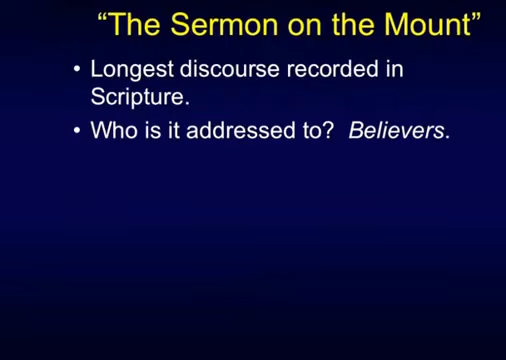 “The Sermon on the Mount”
• Longest discourse recorded in
Scripture.
• Who is it addressed to?  Believers.